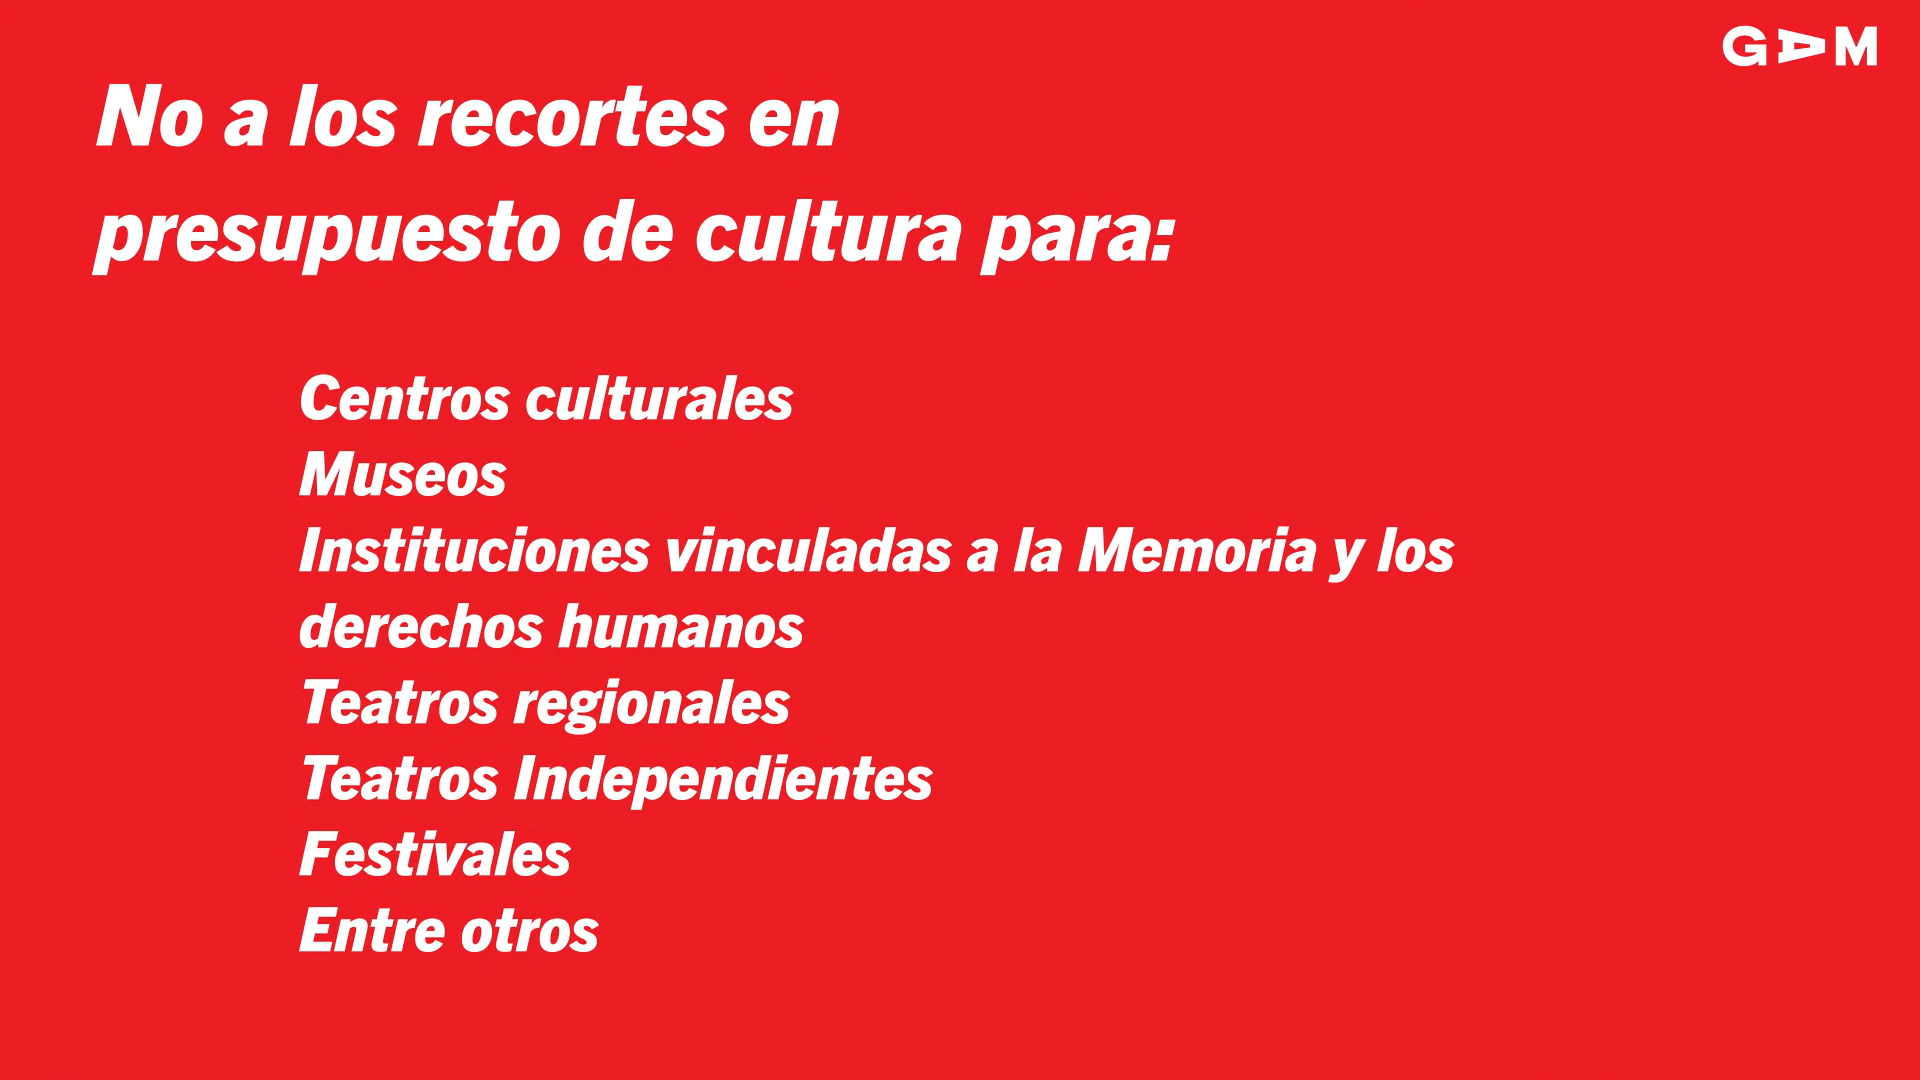 GAM
No a los recortes en
presupuesto de cultura para:
Centros culturales
Museos
Instituciones vinculadas a la Memoria y los
derechos humanos
Teatros regionales
Teatros Independientes
Festivales
Entre otros